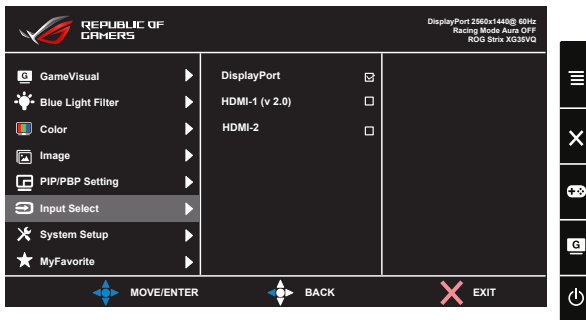 REPUBLIC OF
GAMERS
DisplayPort 2560x1440@ 60Hz
Racing Mode Aura OFF
ROG Strix XG35VQ
G GameVisual
Blue Light Filter
Color
Image
PIP/PBP Setting
Input Select
System Setup
MyFavorite
DisplayPort
HDMI-1 (v 2.0)
HDMI-2
MOVE/ENTER
BACK
EXIT
G